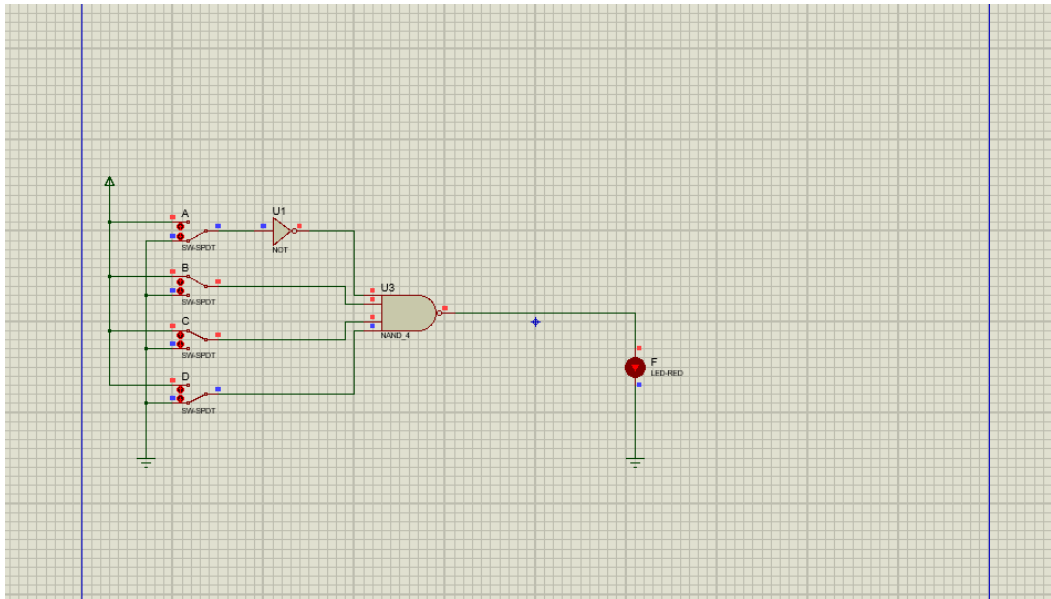 A
SW-SPDT
U1
NOT
B
SW-SPDT
U3
NAND_4
C
SW-SPDT
F
LED-RED
D
SW-SPDT